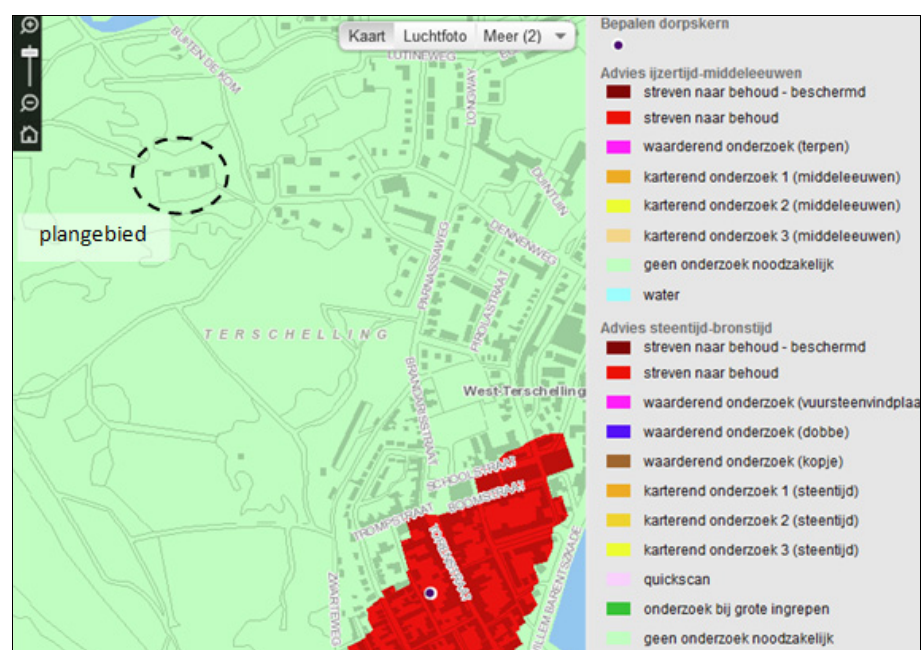 Kaart Luchtfoto Meer (2)
BUITEN DE KOM
LUTINEWEG
LONGWAY
DUINTUIN
plangebied
DENNENWEG
PARNASSIAWEG
TERSCHELLING
BRANDARISSTRAAT
West-Terschelling
SCHOOLSTRAAT
BOOMSTRAAT
TROMPSTRAAT
TORENSTRAAT
ZWARTEWEG
WILLEM BARENTSZKADE
Bepalen dorpskern
Advies ijzertijd-middeleeuwen
streven naar behoud - beschermd
streven naar behoud
waarderend onderzoek (terpen)
karterend onderzoek 1 (middeleeuwen)
karterend onderzoek 2 (middeleeuwen)
karterend onderzoek 3 (middeleeuwen)
geen onderzoek noodzakelijk
water
Advies steentijd-bronstijd
streven naar behoud - beschermd
streven naar behoud
waarderend onderzoek (vuursteenvindplaa
waarderend onderzoek (dobbe)
waarderend onderzoek (kopje)
karterend onderzoek 1 (steentijd)
karterend onderzoek 2 (steentijd)
karterend onderzoek 3 (steentijd)
quickscan
onderzoek bij grote ingrepen
geen onderzoek noodzakelijk